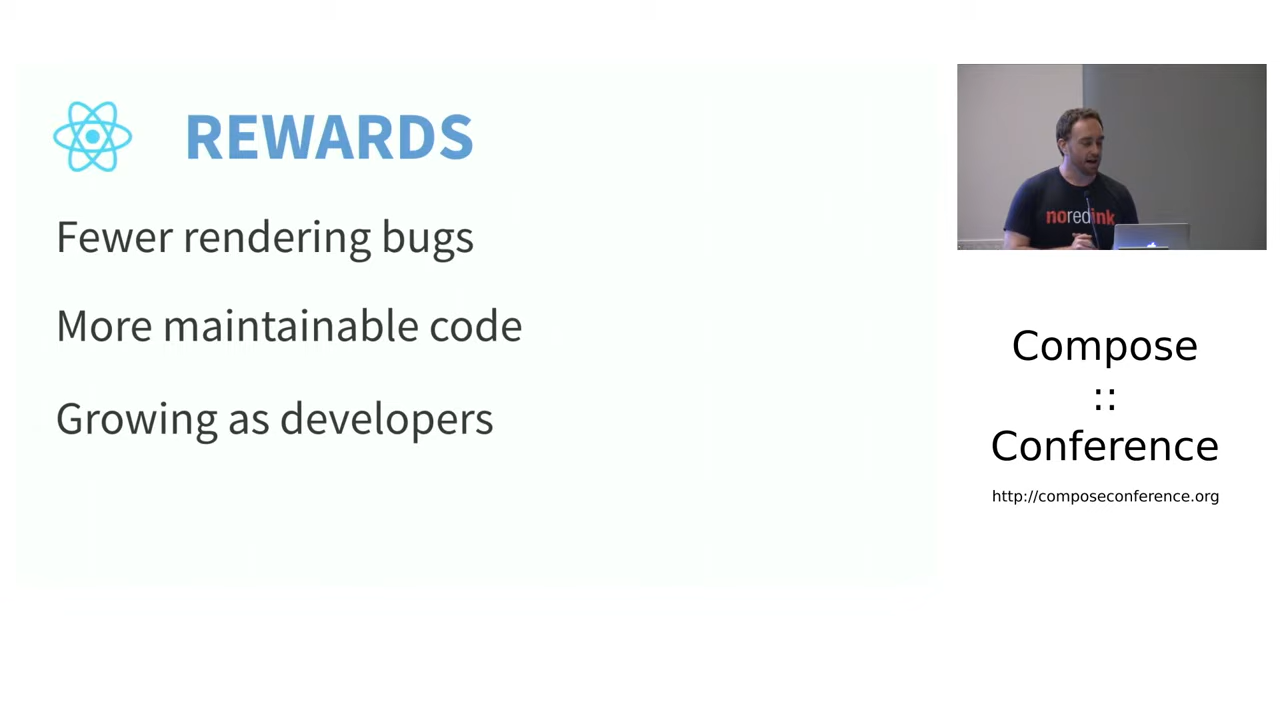 REWARDS
Fewer rendering bugs
More maintainable code
Growing as developers
noredink
Compose
::
Conference
http://composeconference.org